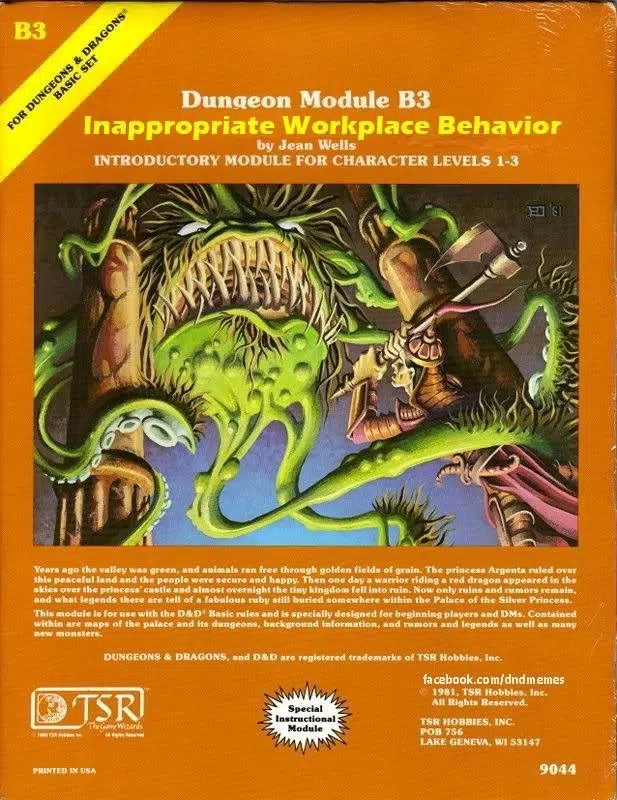 B3
FOR DUNGEONS & DRAGONS®
BASIC SET
Dungeon Module B3
Inappropriate Workplace Behavior
by Jean Wells
INTRODUCTORY MODULE FOR CHARACTER LEVELS 1-3
'81
Years ago the valley was green, and animals ran free through golden fields of grain. The princess Argenta ruled over
this peaceful land and the people were secure and happy. Then one day a warrior riding a red dragon appeared in the
skies over the princess' castle and almost overnight the tiny kingdom fell into ruin. Now only ruins and rumors remain,
and what legends there are tell of a fabulous ruby still buried somewhere within the Palace of the Silver Princess.
This module is for use with the D&D® Basic rules and is specially designed for beginning players and DMs. Contained
within are maps of the palace and its dungeons, background information, and rumors and legends as well as many
new monsters.
DUNGEONS & DRAGONS, and D&D are registered trademarks of TSR Hobbies, Inc.
facebook.com/dndmemes
© 1981, TSR Hobbies, Inc.
All Rights Reserved.
TSR™
The Game Wizards
TSR Hobbies, Inc. All Rights Reserved
Special
Instructional
Module
TSR HOBBIES, INC.
POB 756
LAKE GENEVA, WI 53147
PRINTED IN USA
9044